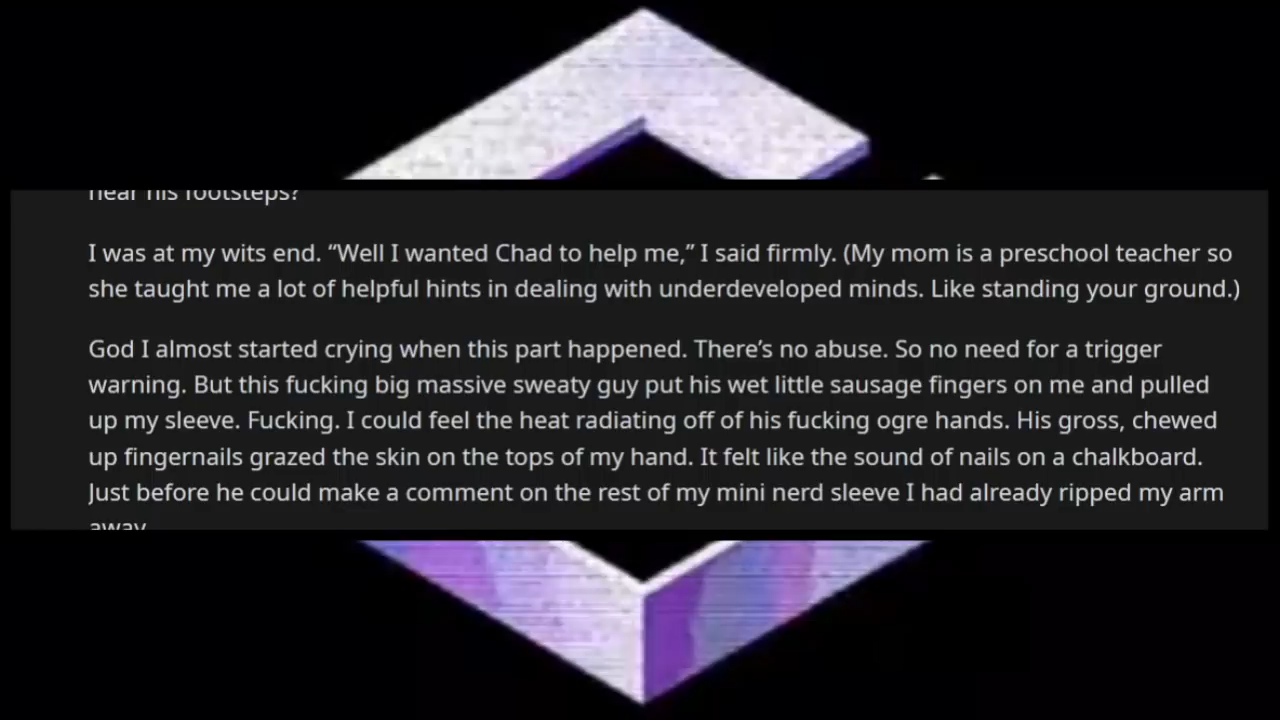 hear his footsteps?
I was at my wits end. “Well I wanted Chad to help me,” I said firmly. (My mom is a preschool teacher so
she taught me a lot of helpful hints in dealing with underdeveloped minds. Like standing your ground.)
God I almost started crying when this part happened. There’s no abuse. So no need for a trigger
warning. But this fucking big massive sweaty guy put his wet little sausage fingers on me and pulled
up my sleeve. Fucking. I could feel the heat radiating off of his fucking ogre hands. His gross, chewed
up fingernails grazed the skin on the tops of my hand. It felt like the sound of nails on a chalkboard.
Just before he could make a comment on the rest of my mini nerd sleeve I had already ripped my arm
away